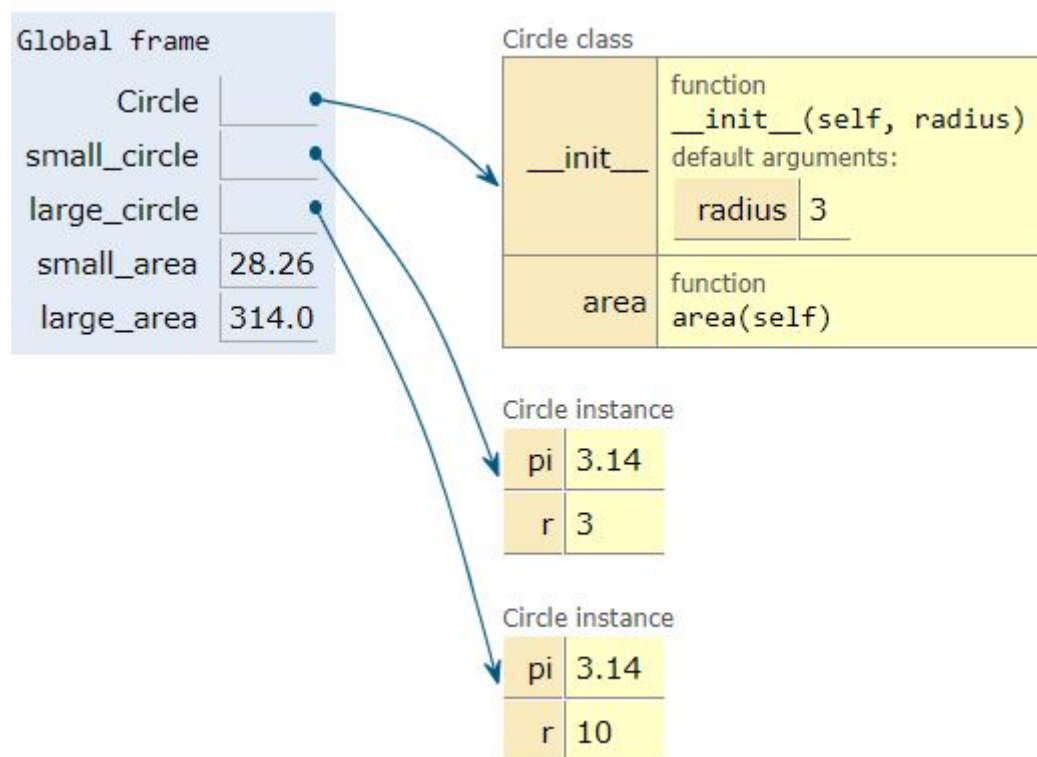 Global frame
Circle
small_circle
large_circle
small_area 28.26
large_area 314.0
Circle class
__init__
function
__init__(self, radius)
default arguments:
radius 3
area
function
area(self)
Circle instance
pi 3.14
r 3
Circle instance
pi 3.14
r 10